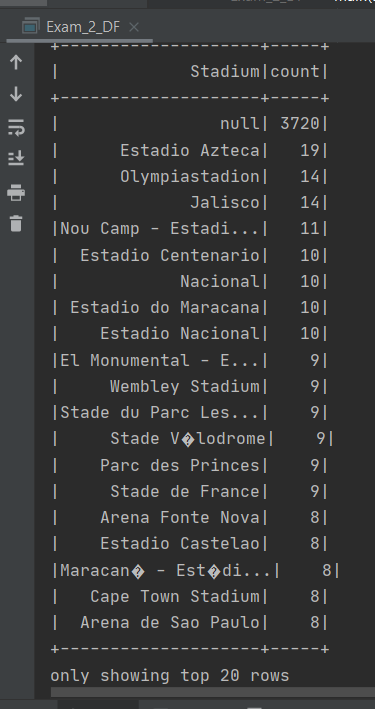 Exam_2_DF
+--------------------+-----+
|             Stadium|count|
+--------------------+-----+
|                null| 3720|
|      Estadio Azteca|   19|
|      Olympiastadion|   14|
|             Jalisco|   14|
|Nou Camp - Estadi...|   11|
|  Estadio Centenario|   10|
|            Nacional|   10|
| Estadio do Maracana|   10|
|    Estadio Nacional|   10|
|El Monumental - E...|    9|
|     Wembley Stadium|    9|
|Stade du Parc Les...|    9|
|     Stade V�lodrome|    9|
|    Parc des Princes|    9|
|     Stade de France|    9|
|    Arena Fonte Nova|    8|
|    Estadio Castelao|    8|
|Maracan� - Est�di...|    8|
|   Cape Town Stadium|    8|
|  Arena de Sao Paulo|    8|
+--------------------+-----+
only showing top 20 rows